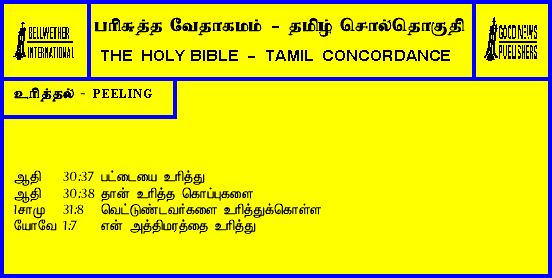 BELLWETHER
INTERNATIONAL
பரிசுத்த வேதாகமம் - தமிழ் சொல்தொகுதி
THE HOLY BIBLE - TAMIL CONCORDANCE
GOOD NEWS
PUBLISHERS
உரித்தல் - PEELING
ஆதி 30:37 பட்டையை உரித்து
ஆதி 30:38 தான் உரித்த கொப்புகளை
1சாமு 31:8 வெட்டுண்டவர்களை உரித்துக்கொள்ள
யோவே 1:7 என் அத்திமரத்தை உரித்து